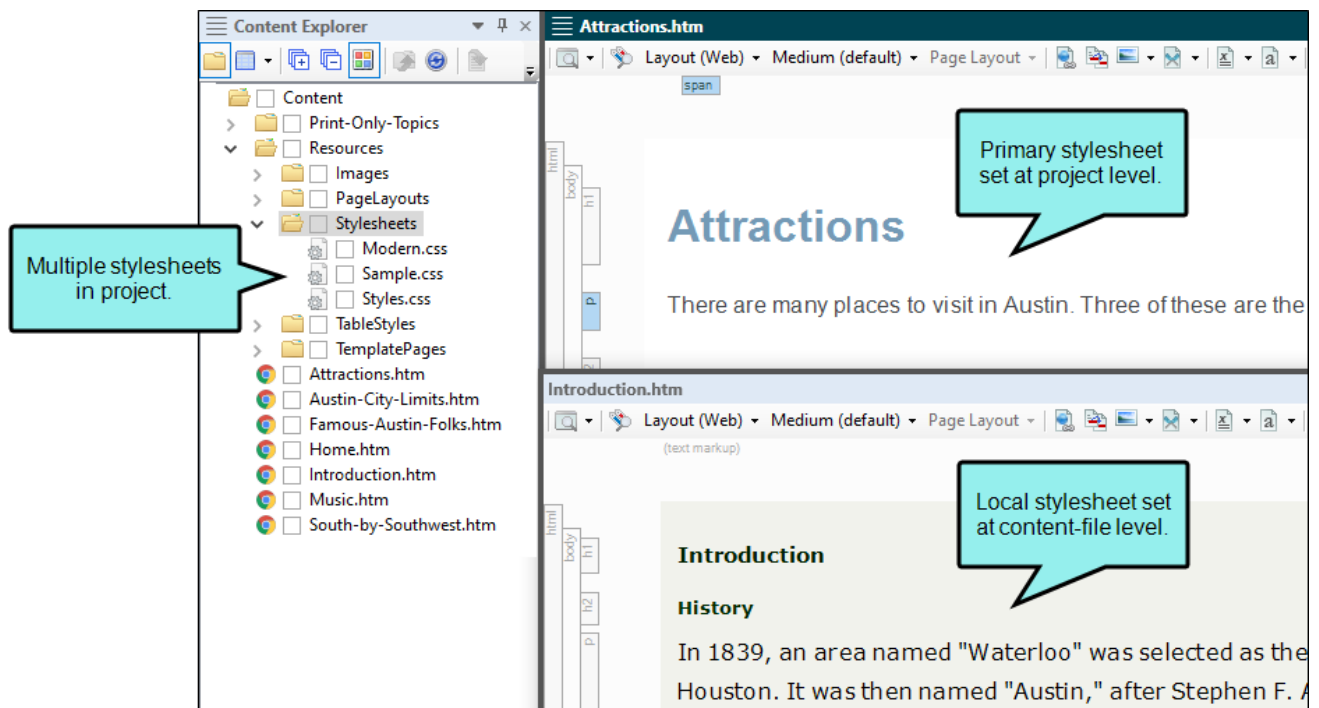 Content Explorer
Content
Print-Only-Topics
Resources
Images
PageLayouts
Stylesheets
Modern.css
Sample.css
Styles.css
TableStyles
TemplatePages
Attractions.htm
Austin-City-Limits.htm
Famous-Austin-Folks.htm
Home.htm
Introduction.htm
Music.htm
South-by-Southwest.htm
Multiple stylesheets
in project.
Attractions.htm
Layout (Web) Medium (default) Page Layout
span
html
body
h1
p
Primary stylesheet
set at project level.
Attractions
There are many places to visit in Austin. Three of these are the
Introduction.htm
Layout (Web) Medium (default) Page Layout
(text markup)
html
body
h1
h2
p
Local stylesheet set
at content-file level.
Introduction
History
In 1839, an area named "Waterloo" was selected as the
Houston. It was then named "Austin," after Stephen F.